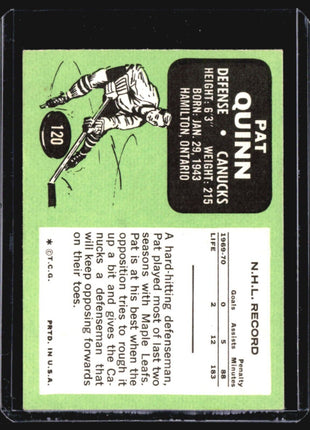 PAT
QUINN
DEFENSE • CANUCKS
HEIGHT: 6'3" WEIGHT: 215
BORN: JAN. 29, 1943
HAMILTON, ONTARIO
120
N.H.L. RECORD
Goals Assists Penalty Minutes
1969-70 0 5 88
LIFE 2 12 183
A hard-hitting defenseman,
Pat played most of last two
seasons with Maple Leafs.
Pat is at his best when the
opposition tries to rough it
up a bit and gives the Ca-
nucks a defenseman that
will keep opposing forwards
on their toes.
* © T.C.G. PRTD. IN U.S.A.